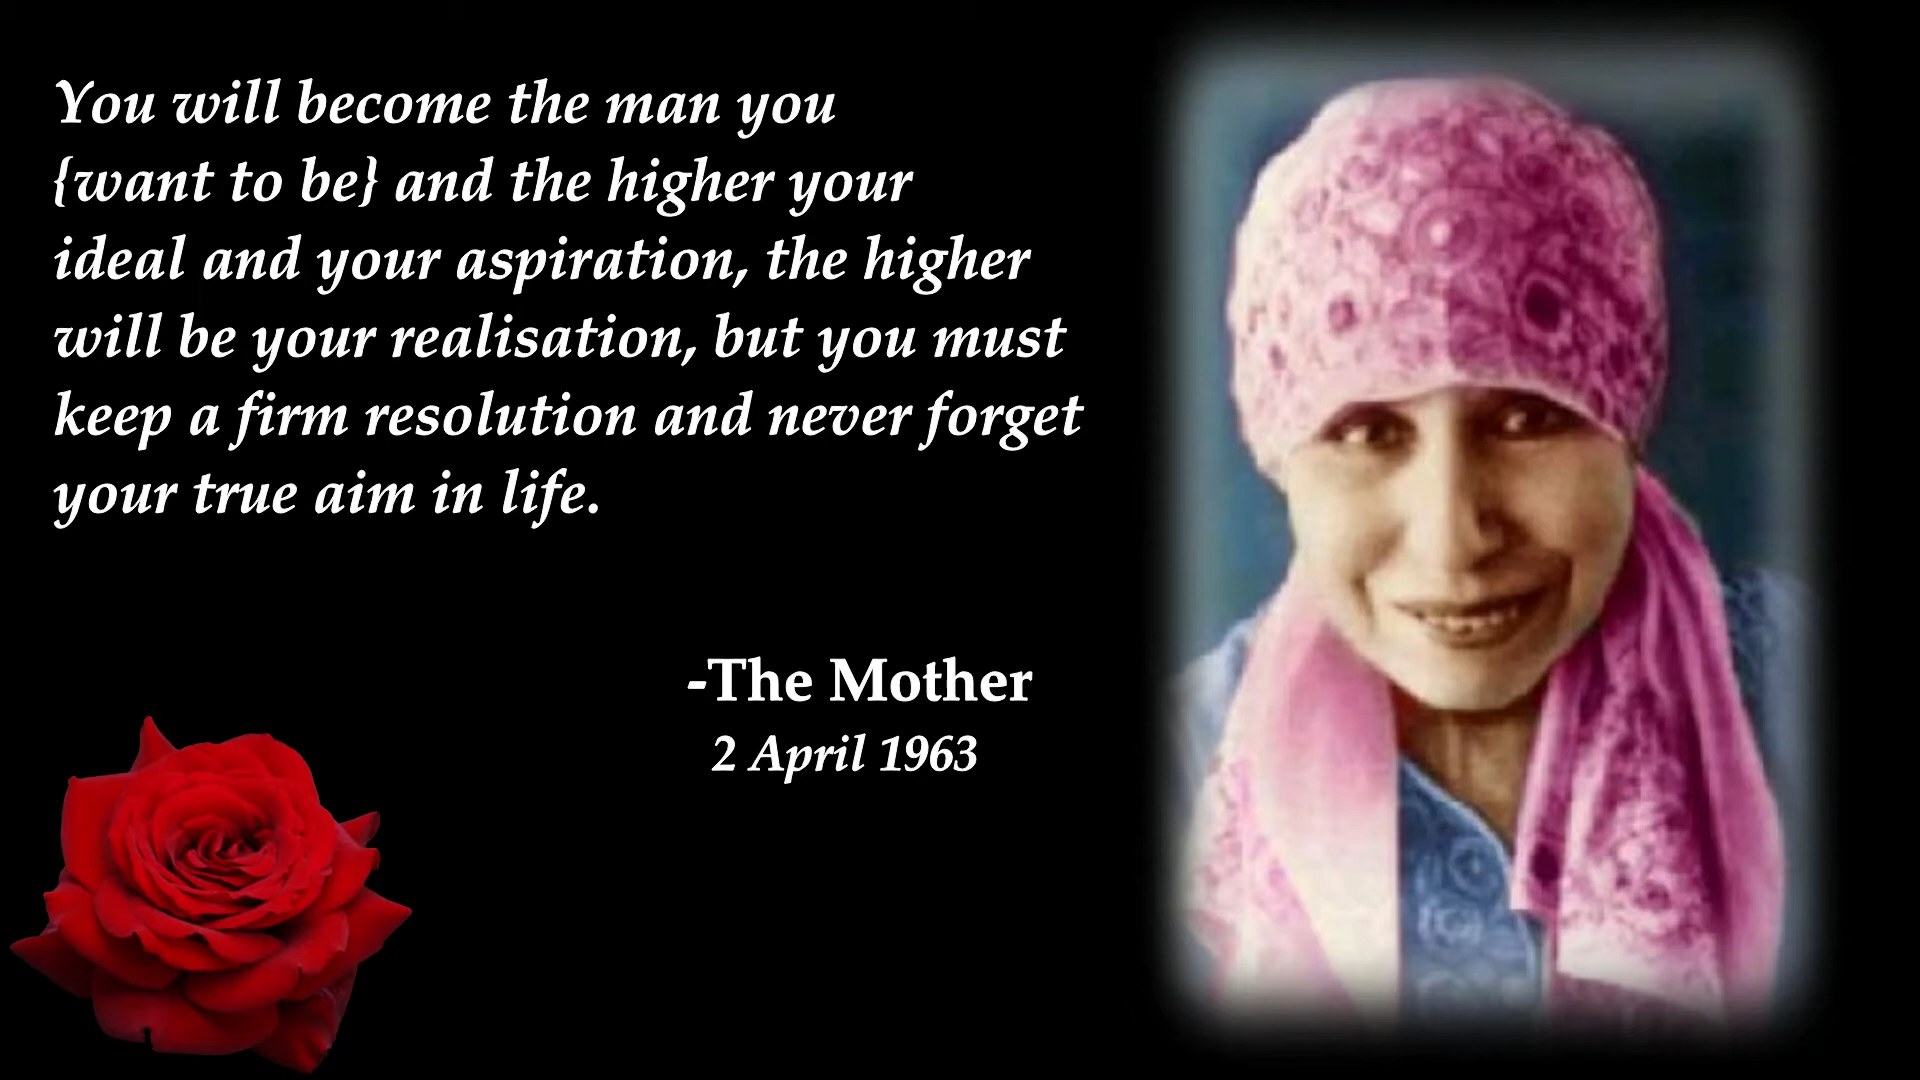 You will become the man you
{want to be} and the higher your
ideal and your aspiration, the higher
will be your realisation, but you must
keep a firm resolution and never forget
your true aim in life.
-The Mother
2 April 1963